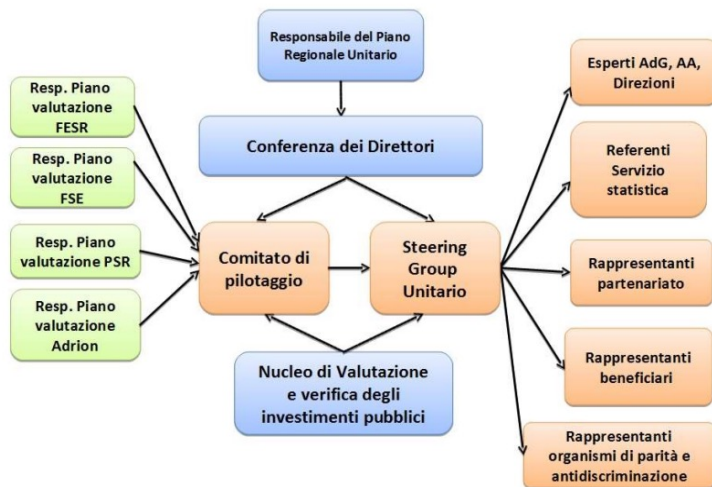 Responsabile del Piano
Regionale Unitario
Resp. Piano
valutazione
FESR
Resp. Piano
valutazione
FSE
Resp. Piano
valutazione PSR
Resp. Piano
valutazione
Adrion
Conferenza dei Direttori
Comitato di
pilotaggio
Steering
Group
Unitario
Nucleo di Valutazione
e verifica degli
investimenti pubblici
Esperti AdG, AA,
Direzioni
Referenti
Servizio
statistica
Rappresentanti
partenariato
Rappresentanti
beneficiari
Rappresentanti
organismi di parità e
antidiscriminazione